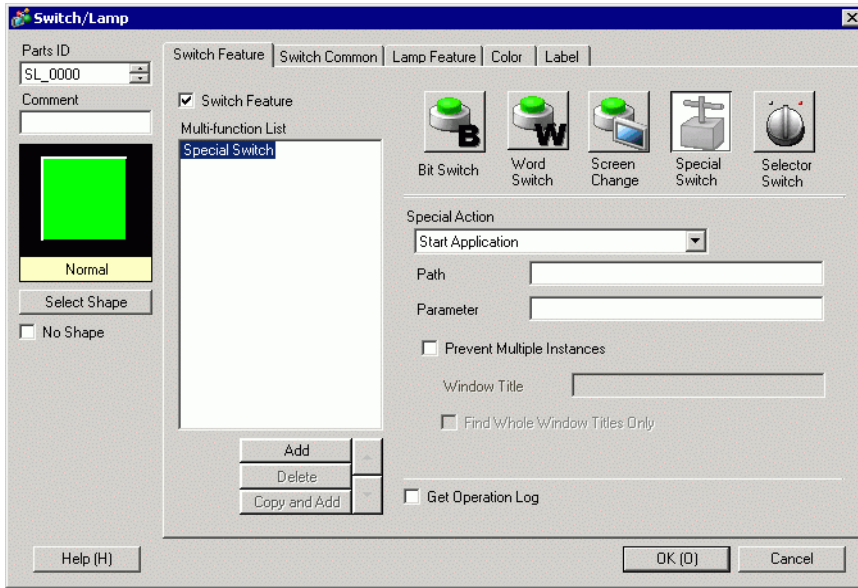 Switch/Lamp
Parts ID
SL_0000
Comment
Normal
Select Shape
No Shape
Help (H)
Switch Feature
Switch Common
Lamp Feature
Color
Label
Switch Feature
Multi-function List
Special Switch
Add
Delete
Copy and Add
B
W
Bit Switch
Word
Switch
Screen
Change
Special
Switch
Selector
Switch
Special Action
Start Application
Path
Parameter
Prevent Multiple Instances
Window Title
Find Whole Window Titles Only
Get Operation Log
OK (O)
Cancel